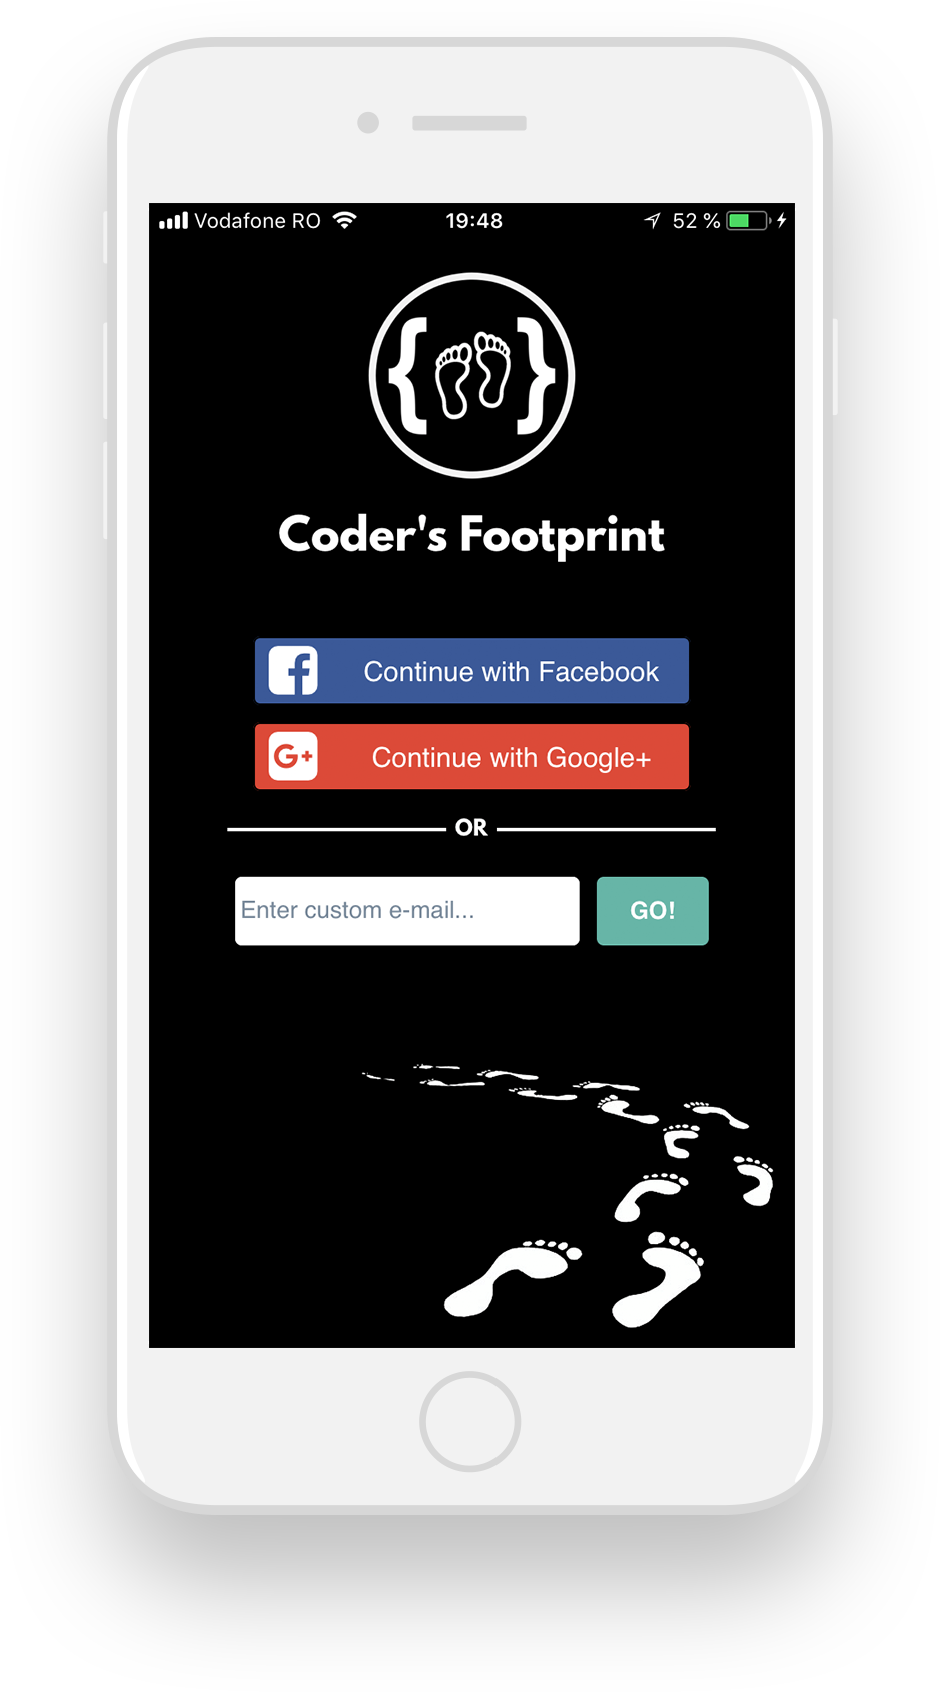 Vodafone RO 19:48 52 %
{ }
Coder's Footprint
f Continue with Facebook
G+ Continue with Google+
OR
Enter custom e-mail... GO!